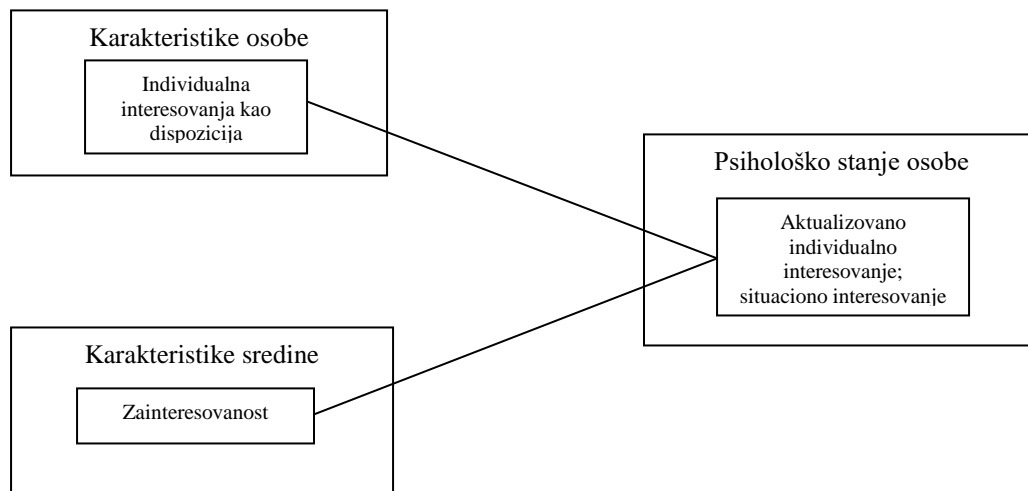 Karakteristike osobe
Individualna
interesovanja kao
dispozicija
Psihološko stanje osobe
Aktualizovano
individualno
interesovanje;
situaciono interesovanje
Karakteristike sredine
Zainteresovanost